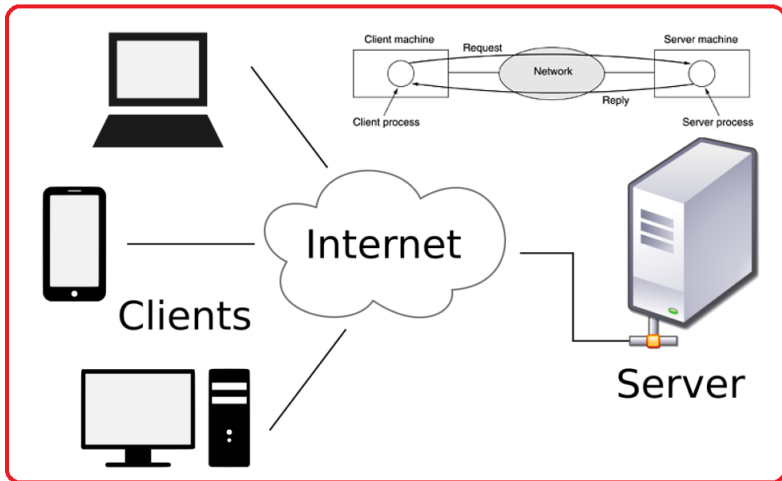 Client machine
Server machine
Request
Network
Reply
Client process
Server process
Internet
Clients
Server